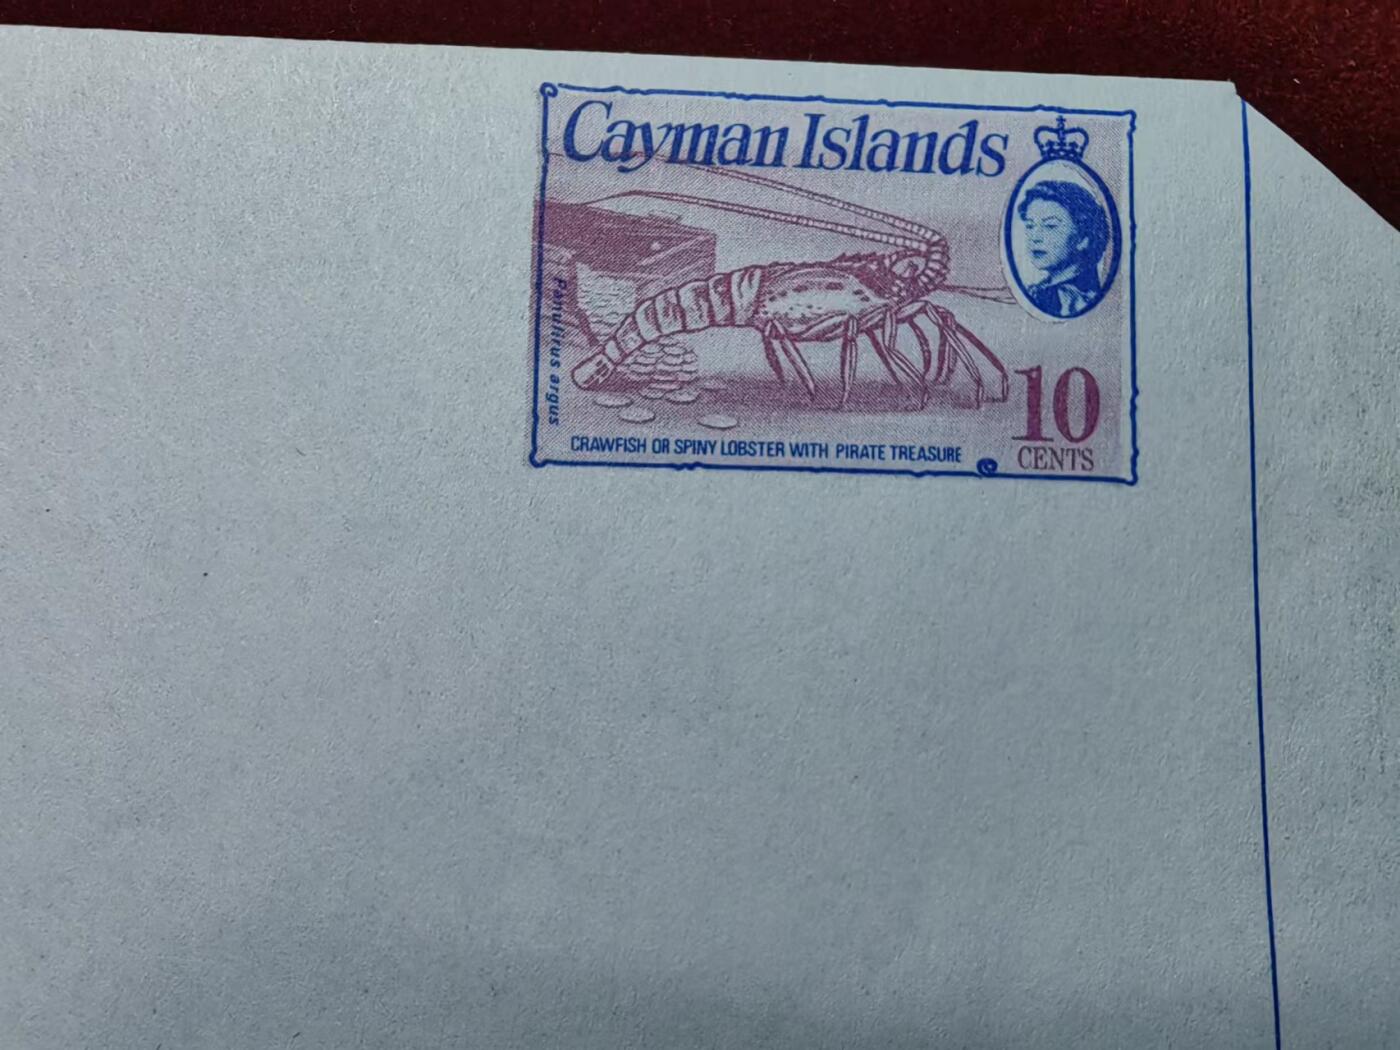 Cayman Islands
Panulirus argus
CRAWFISH OR SPINY LOBSTER WITH PIRATE TREASURE
10
CENTS